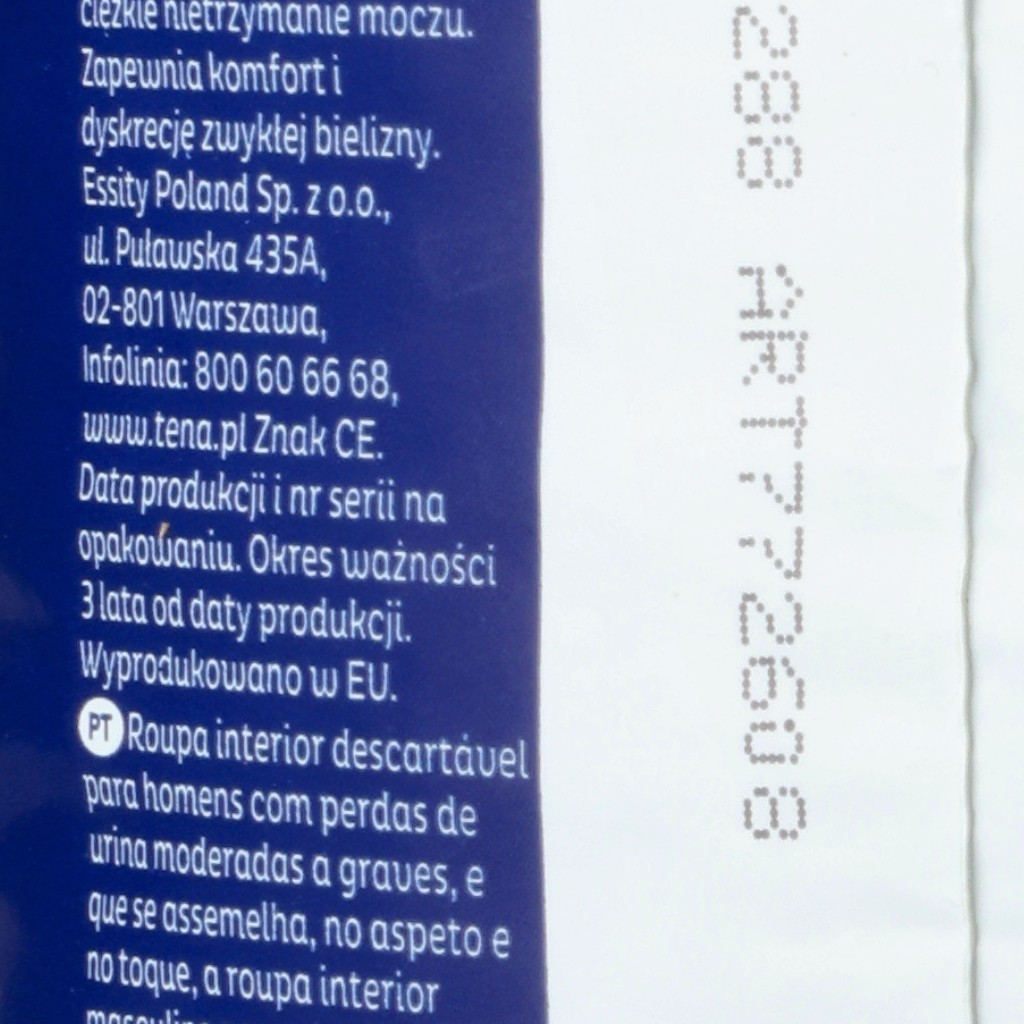 ciężkie nietrzymanie moczu.
Zapewnia komfort i
dyskrecję zwykłej bielizny.
Essity Poland Sp. z o.o.,
ul. Puławska 435A,
02-801 Warszawa,
Infolinia: 800 60 66 68,
www.tena.pl Znak CE.
Data produkcji i nr serii na
opakowaniu. Okres ważności
3 lata od daty produkcji.
Wyprodukowano w EU.
PT Roupa interior descartável
para homens com perdas de
urina moderadas a graves, e
que se assemelha, no aspeto e
no toque, a roupa interior
288 ART772608